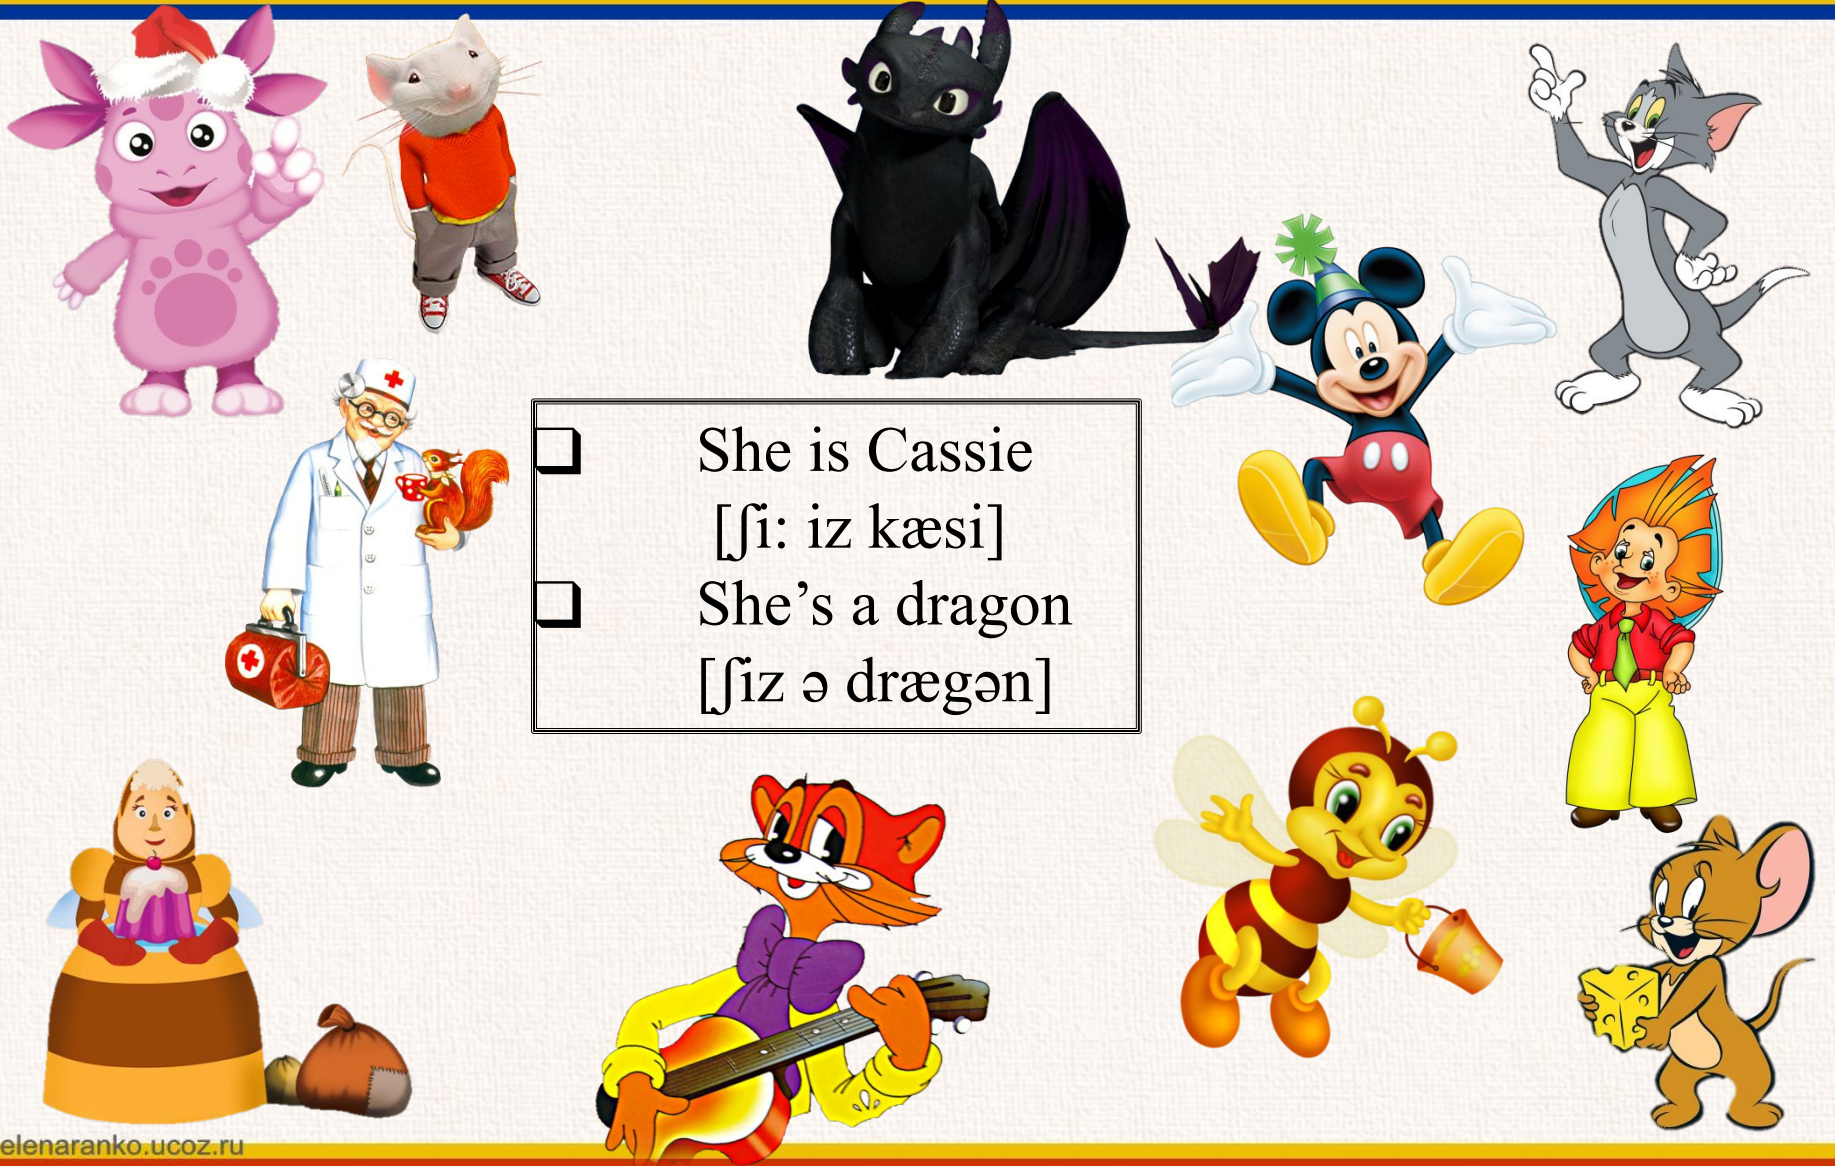 She is Cassie
[ʃi: iz kæsi]
She’s a dragon
[ʃiz ə drægən]
elenaranko.ucoz.ru